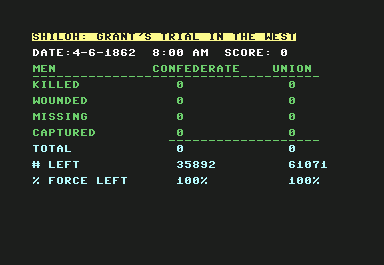 SHILOH: GRANT'S TRIAL IN THE WEST
DATE:4-6-1862 8:00 AM SCORE: 0
MEN CONFEDERATE UNION
KILLED 0 0
WOUNDED 0 0
MISSING 0 0
CAPTURED 0 0
TOTAL 0 0
# LEFT 35892 61071
% FORCE LEFT 100% 100%